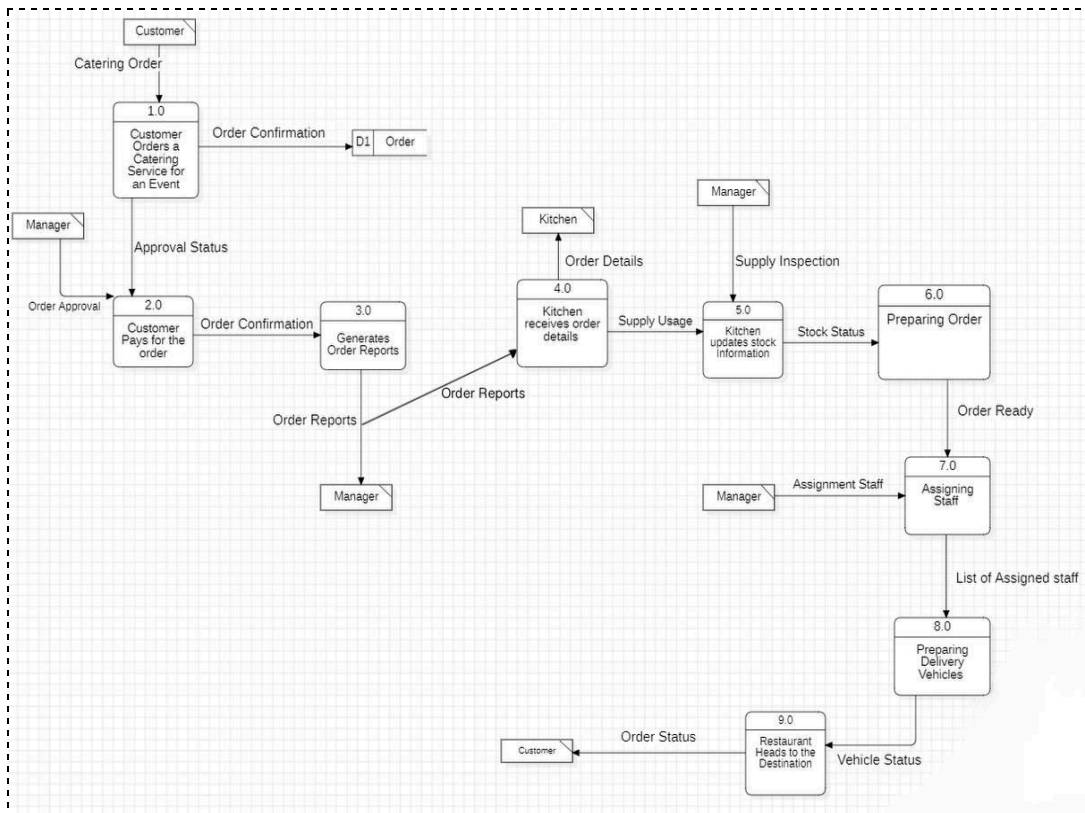 Customer
Catering Order
1.0
Customer
Orders a
Catering
Service for
an Event
Order Confirmation
D1 Order
Manager
Approval Status
Order Approval
2.0
Customer
Pays for the
order
Order Confirmation
3.0
Generates
Order Reports
Order Reports
Manager
Order Reports
Kitchen
Order Details
4.0
Kitchen
receives order
details
Supply Usage
Manager
Supply Inspection
5.0
Kitchen
updates stock
Information
Stock Status
6.0
Preparing Order
Order Ready
Manager
Assignment Staff
7.0
Assigning
Staff
List of Assigned staff
8.0
Preparing
Delivery
Vehicles
Vehicle Status
9.0
Restaurant
Heads to the
Destination
Order Status
Customer